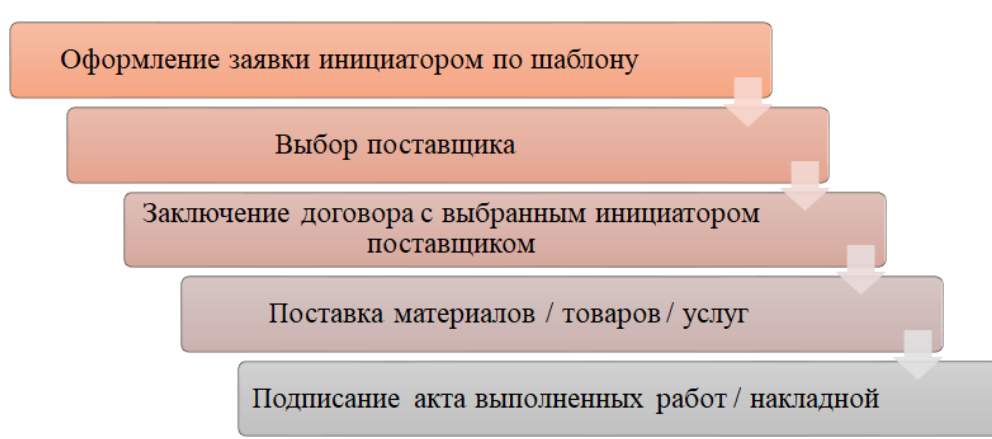 Оформление заявки инициатором по шаблону
Выбор поставщика
Заключение договора с выбранным инициатором
поставщиком
Поставка материалов / товаров / услуг
Подписание акта выполненных работ / накладной